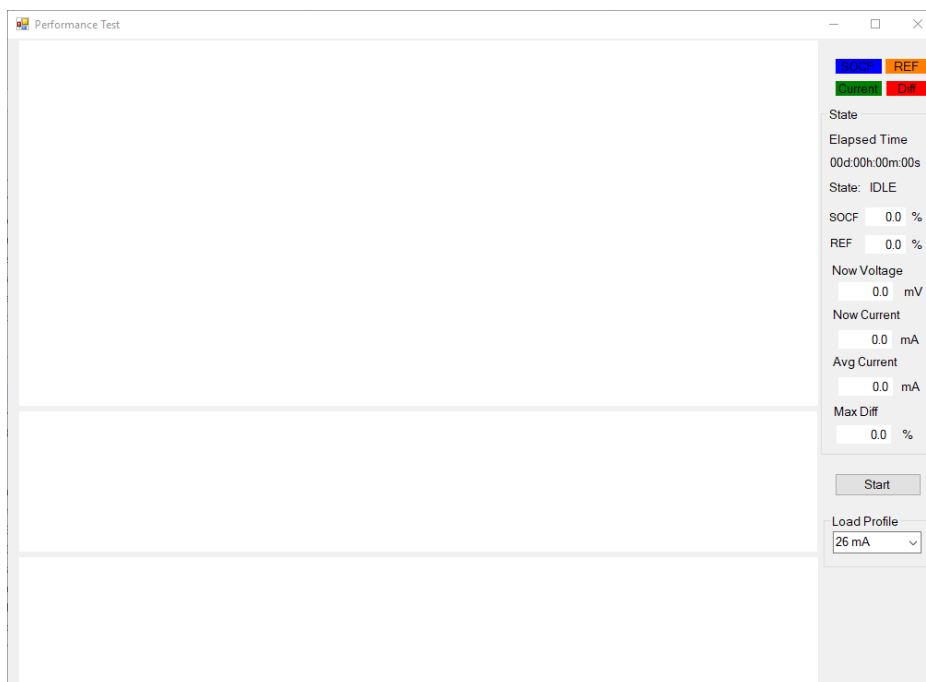 Performance Test
SOCF REF
Current Diff
State
Elapsed Time
00d:00h:00m:00s
State: IDLE
SOCF 0.0 %
REF 0.0 %
Now Voltage
0.0 mV
Now Current
0.0 mA
Avg Current
0.0 mA
Max Diff
0.0 %
Start
Load Profile
26 mA